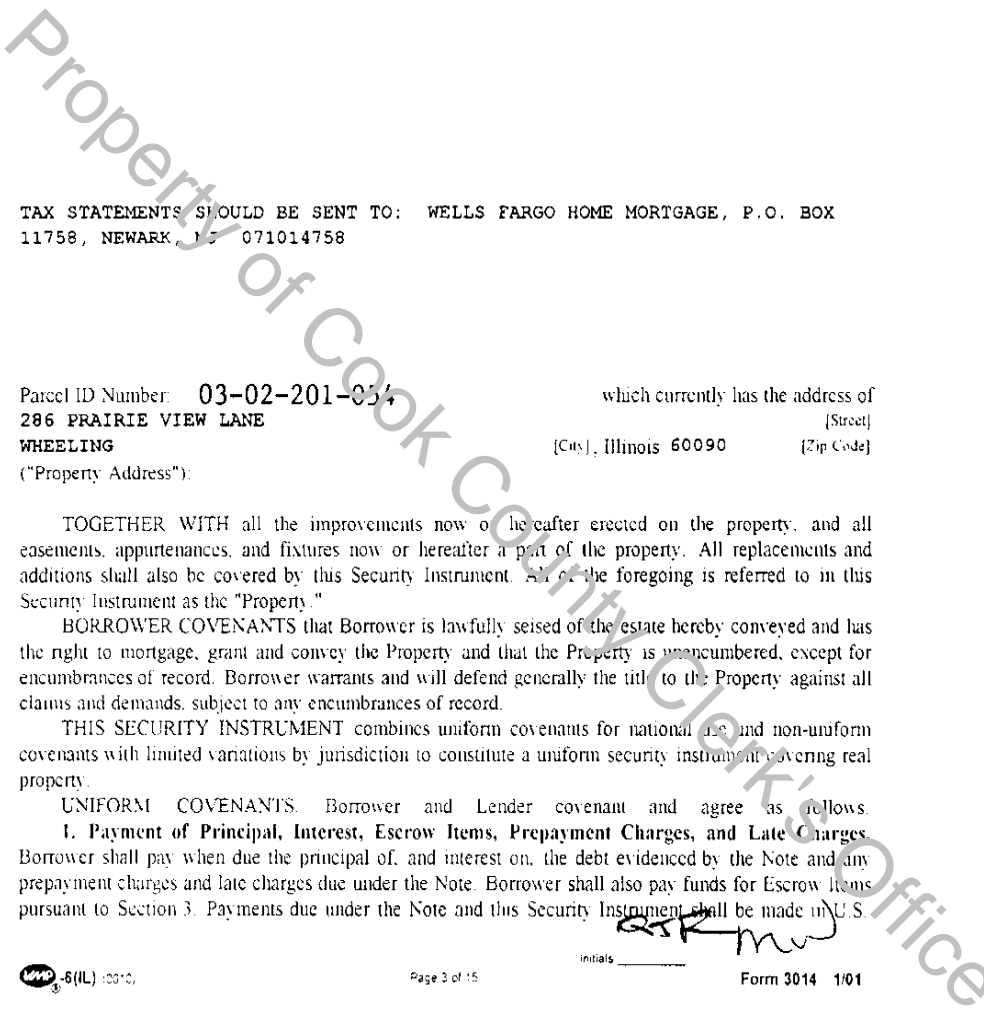 Property of Cook County Clerk's Office
TAX STATEMENTS SHOULD BE SENT TO: WELLS FARGO HOME MORTGAGE, P.O. BOX
11758, NEWARK, NJ 071014758
Parcel ID Number: 03-02-201-054 which currently has the address of
286 PRAIRIE VIEW LANE [Street]
WHEELING [City], Illinois 60090 [Zip Code]
("Property Address"):
TOGETHER WITH all the improvements now or hereafter erected on the property, and all
easements, appurtenances, and fixtures now or hereafter a part of the property. All replacements and
additions shall also be covered by this Security Instrument. All of the foregoing is referred to in this
Security Instrument as the "Property."
BORROWER COVENANTS that Borrower is lawfully seised of the estate hereby conveyed and has
the right to mortgage, grant and convey the Property and that the Property is unencumbered, except for
encumbrances of record. Borrower warrants and will defend generally the title to the Property against all
claims and demands, subject to any encumbrances of record.
THIS SECURITY INSTRUMENT combines uniform covenants for national use and non-uniform
covenants with limited variations by jurisdiction to constitute a uniform security instrument covering real
property.
UNIFORM COVENANTS. Borrower and Lender covenant and agree as follows.
1. Payment of Principal, Interest, Escrow Items, Prepayment Charges, and Late Charges.
Borrower shall pay when due the principal of, and interest on, the debt evidenced by the Note and any
prepayment charges and late charges due under the Note. Borrower shall also pay funds for Escrow Items
pursuant to Section 3. Payments due under the Note and this Security Instrument shall be made in U.S.
Initials
VMP ® -6(IL) Page 3 of 15 Form 3014 1/01